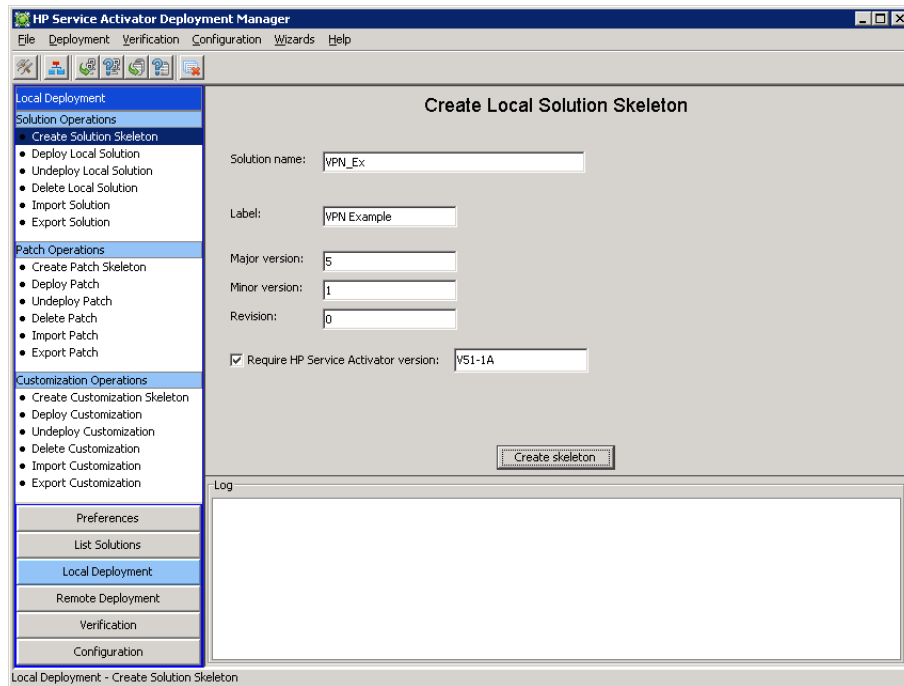 HP Service Activator Deployment Manager
File Deployment Verification Configuration Wizards Help
Local Deployment
Solution Operations
Create Solution Skeleton
Deploy Local Solution
Undeploy Local Solution
Delete Local Solution
Import Solution
Export Solution
Patch Operations
Create Patch Skeleton
Deploy Patch
Undeploy Patch
Delete Patch
Import Patch
Export Patch
Customization Operations
Create Customization Skeleton
Deploy Customization
Undeploy Customization
Delete Customization
Import Customization
Export Customization
Preferences
List Solutions
Local Deployment
Remote Deployment
Verification
Configuration
Create Local Solution Skeleton
Solution name: VPN_Ex
Label: VPN Example
Major version: 5
Minor version: 1
Revision: 0
Require HP Service Activator version: V51-1A
Create skeleton
Log
Local Deployment - Create Solution Skeleton